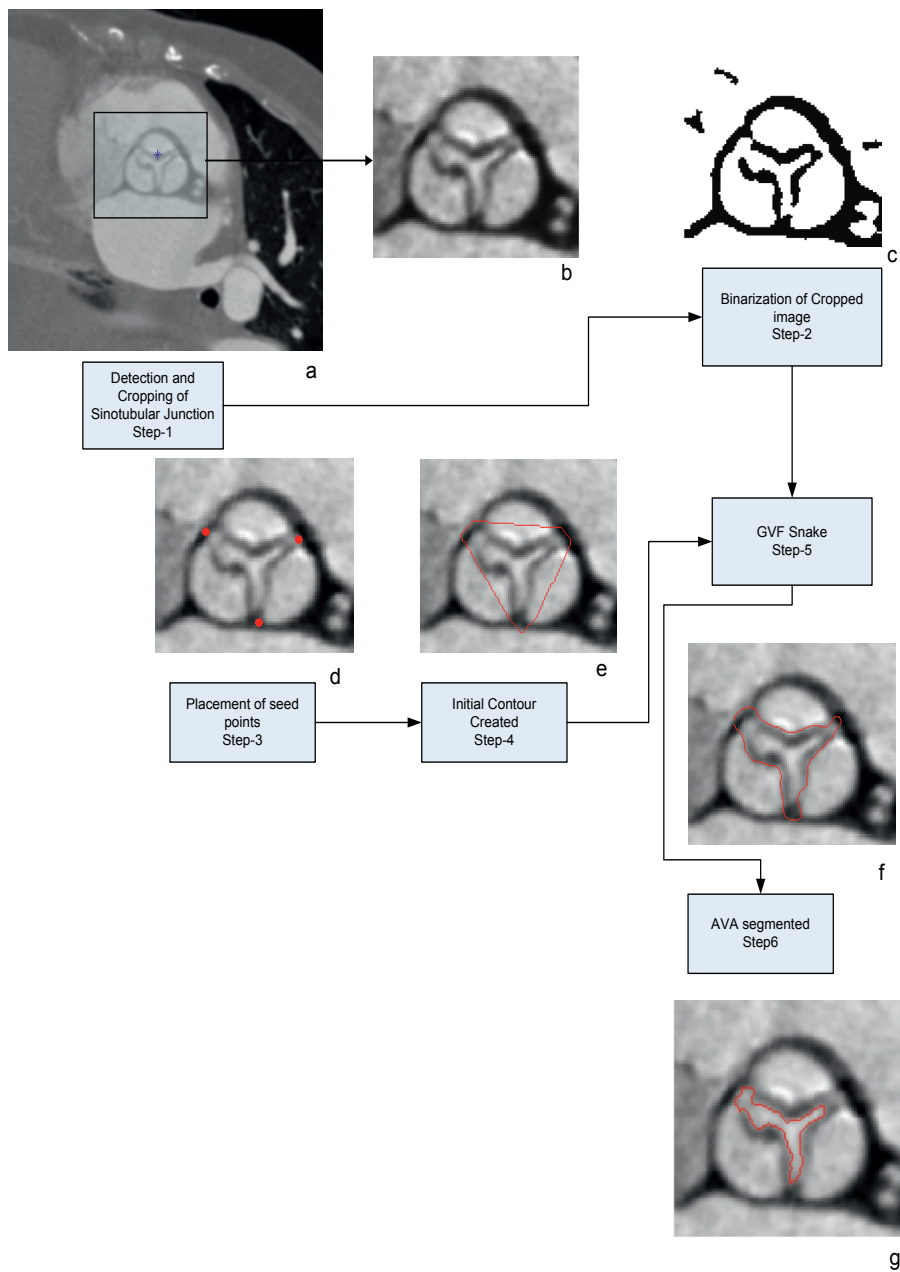 b
c
a
Binarization of Cropped
image
Step-2
Detection and
Cropping of
Sinotubular Junction
Step-1
GVF Snake
Step-5
d
e
Placement of seed
points
Step-3
Initial Contour
Created
Step-4
f
AVA segmented
Step6
g